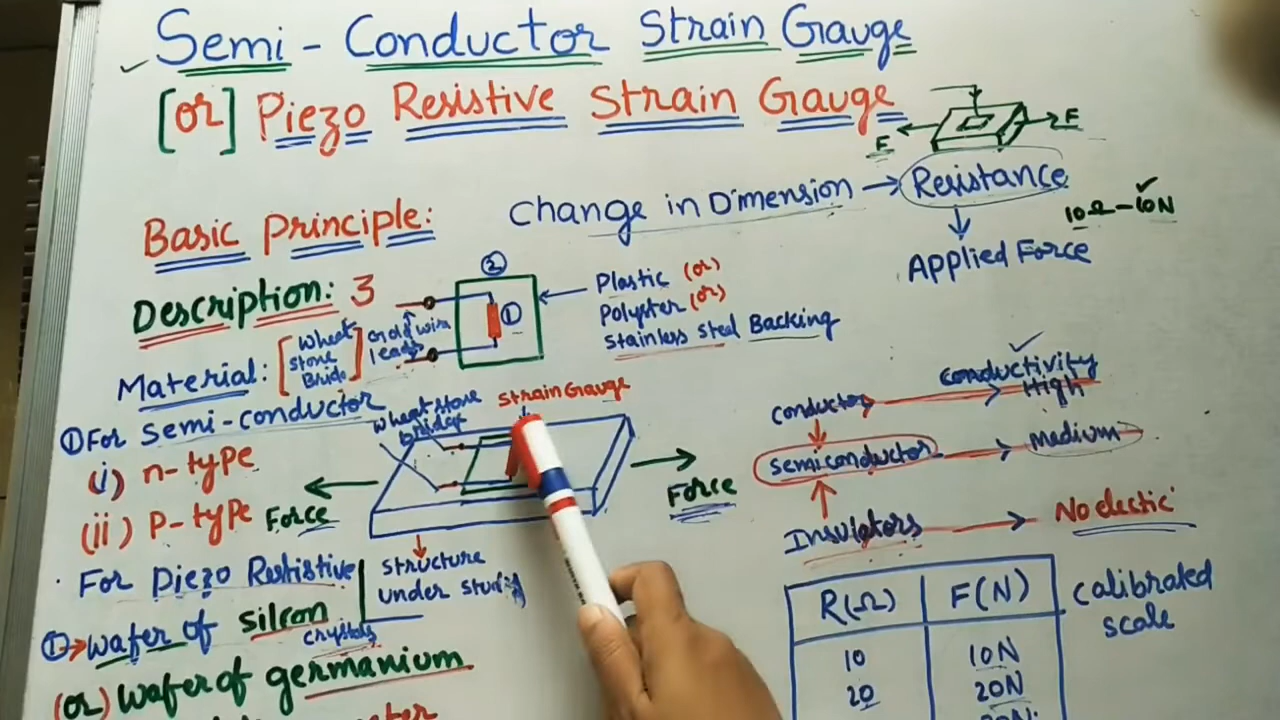 Semi - Conductor Strain Gauge
[or] Piezo Resistive Strain Gauge
F F
Basic Principle:
Change in Dimension → Resistance
10Ω - 10N
Applied Force
Description: 3
②
①
Gold wire
leads
Plastic (or)
Polyster (or)
Stainless Steel Backing
Material: [Wheat
Stone
Bridg]
① For Semi-conductor
(i) n-type
(ii) P-type
Wheat stone
bridge
Strain Gauge
Force
Force
structure
under study
Conductor → Conductivity
High
Semiconductor → Medium
Insulators → No electic
For Piezo Resistive
① → wafer of silicon
crystals
(or) wafer of germanium
R(Ω) F(N)
10 10N
20 20N
calibrated
scale